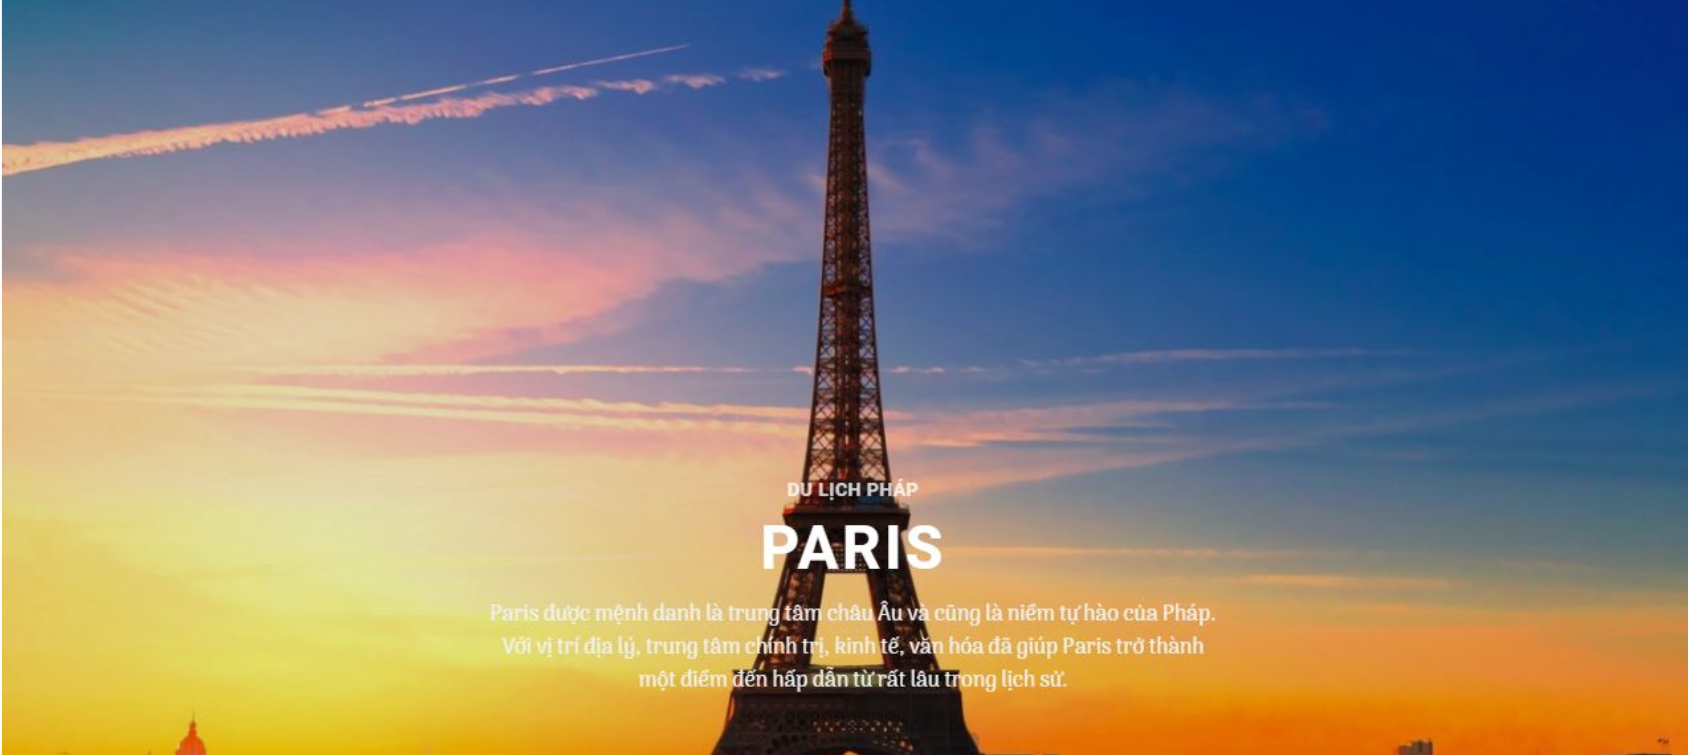 DU LỊCH PHÁP
PARIS
Paris được mệnh danh là trung tâm châu Âu và cũng là niềm tự hào của Pháp.
Với vị trí địa lý, trung tâm chính trị, kinh tế, văn hóa đã giúp Paris trở thành
một điểm đến hấp dẫn từ rất lâu trong lịch sử.